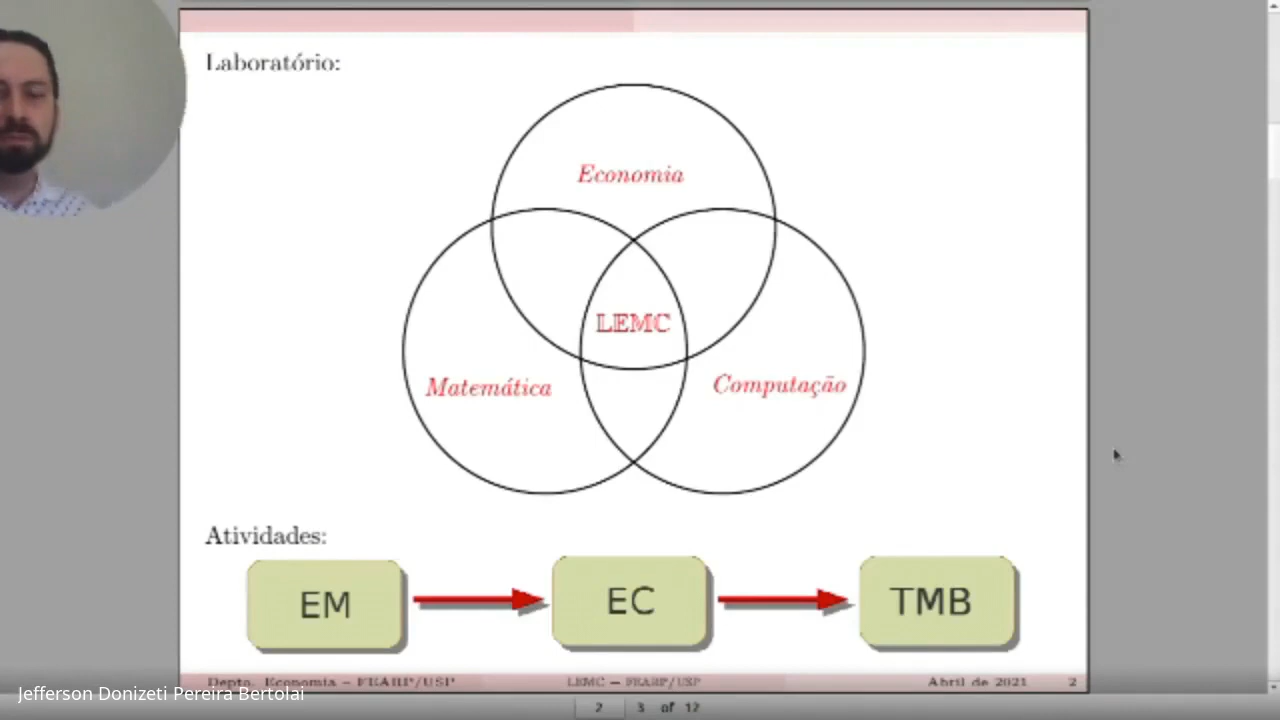 Laboratório:
Economia
LEMC
Matemática
Computação
Atividades:
EM
EC
TMB
Depto. Economia – FEARP/USP
LEMC – FEARP/USP
Abril de 2021
2
Jefferson Donizeti Pereira Bertolai
2
3 of 12